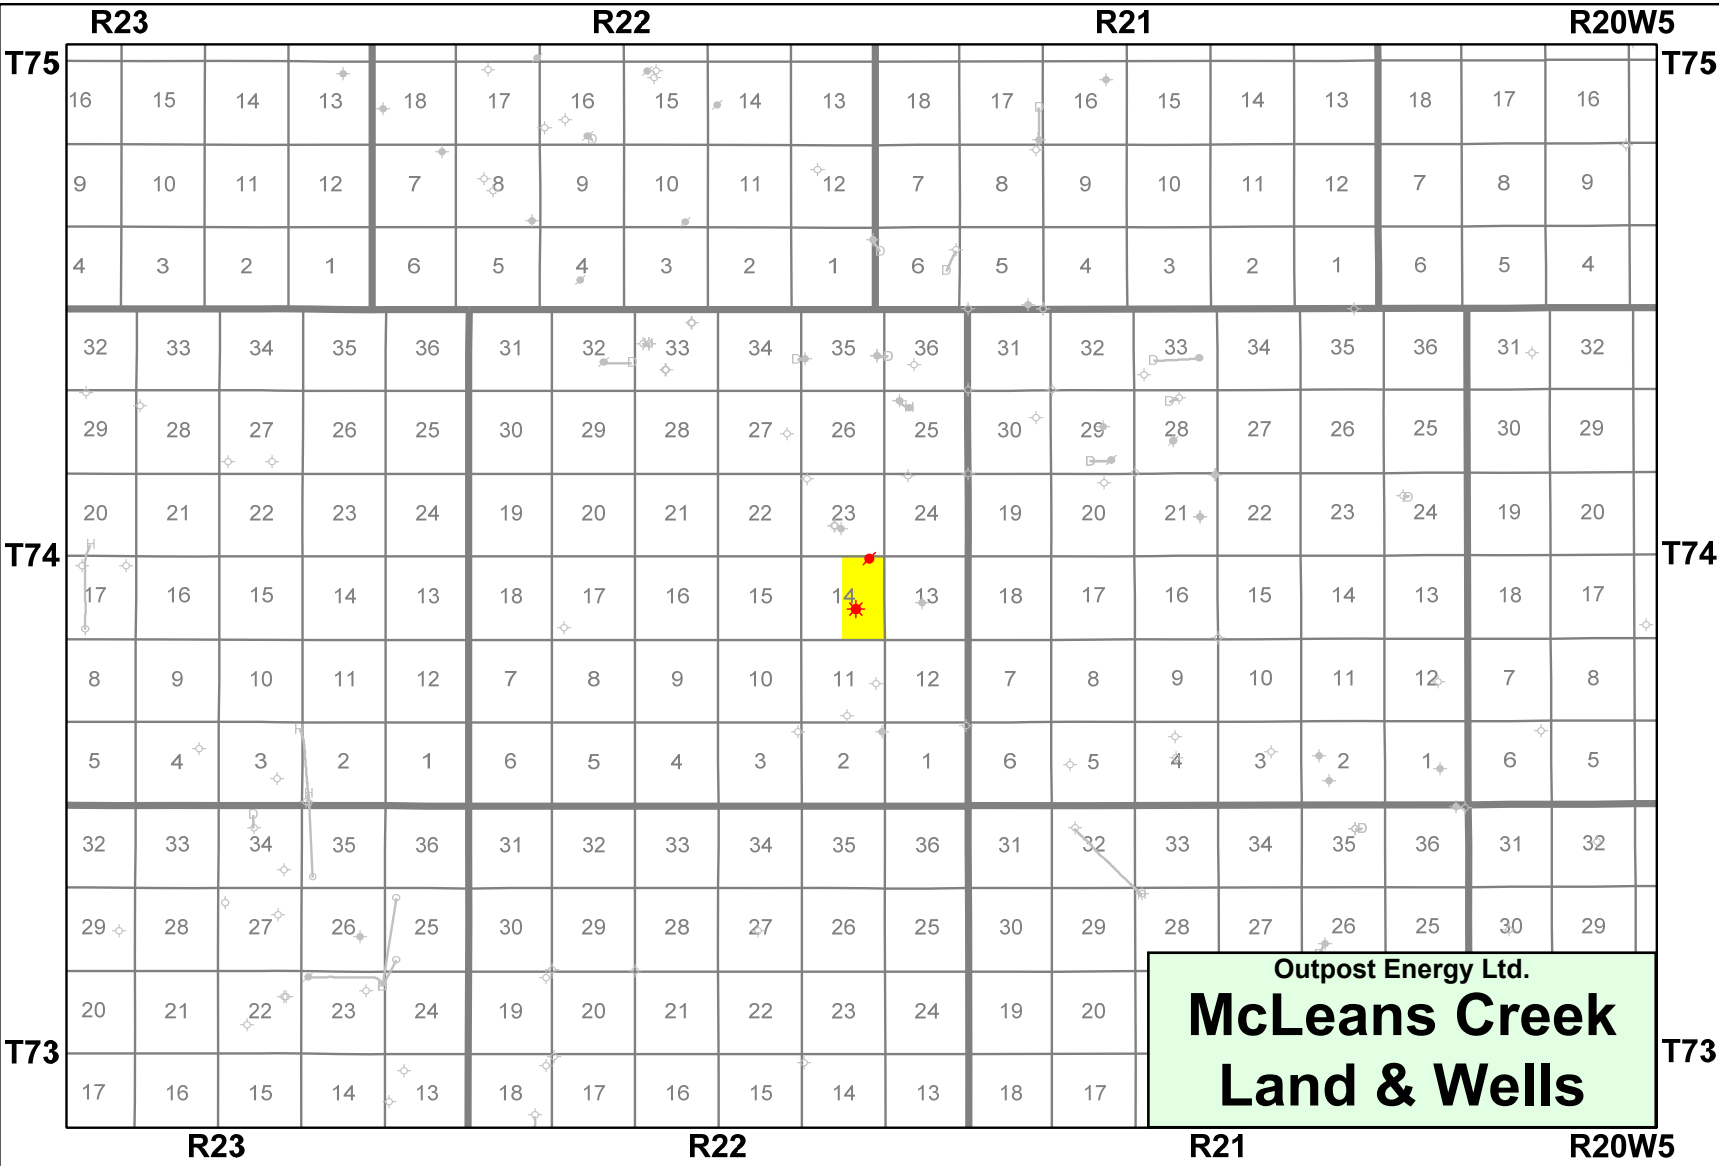 R23 R22 R21 R20W5
T75 T75
16 15 14 13 18 17 16 15 14 13 18 17 16 15 14 13 18 17 16
9 10 11 12 7 8 9 10 11 12 7 8 9 10 11 12 7 8 9
4 3 2 1 6 5 4 3 2 1 6 5 4 3 2 1 6 5 4
32 33 34 35 36 31 32 33 34 35 36 31 32 33 34 35 36 31 32
29 28 27 26 25 30 29 28 27 26 25 30 29 28 27 26 25 30 29
20 21 22 23 24 19 20 21 22 23 24 19 20 21 22 23 24 19 20
T74 T74
17 16 15 14 13 18 17 16 15 14 13 18 17 16 15 14 13 18 17
8 9 10 11 12 7 8 9 10 11 12 7 8 9 10 11 12 7 8
5 4 3 2 1 6 5 4 3 2 1 6 5 4 3 2 1 6 5
32 33 34 35 36 31 32 33 34 35 36 31 32 33 34 35 36 31 32
29 28 27 26 25 30 29 28 27 26 25 30 29 28 27 26 25 30 29
20 21 22 23 24 19 20 21 22 23 24 19 20
T73 T73
17 16 15 14 13 18 17 16 15 14 13 18 17
Outpost Energy Ltd.
McLeans Creek
Land & Wells
R23 R22 R21 R20W5